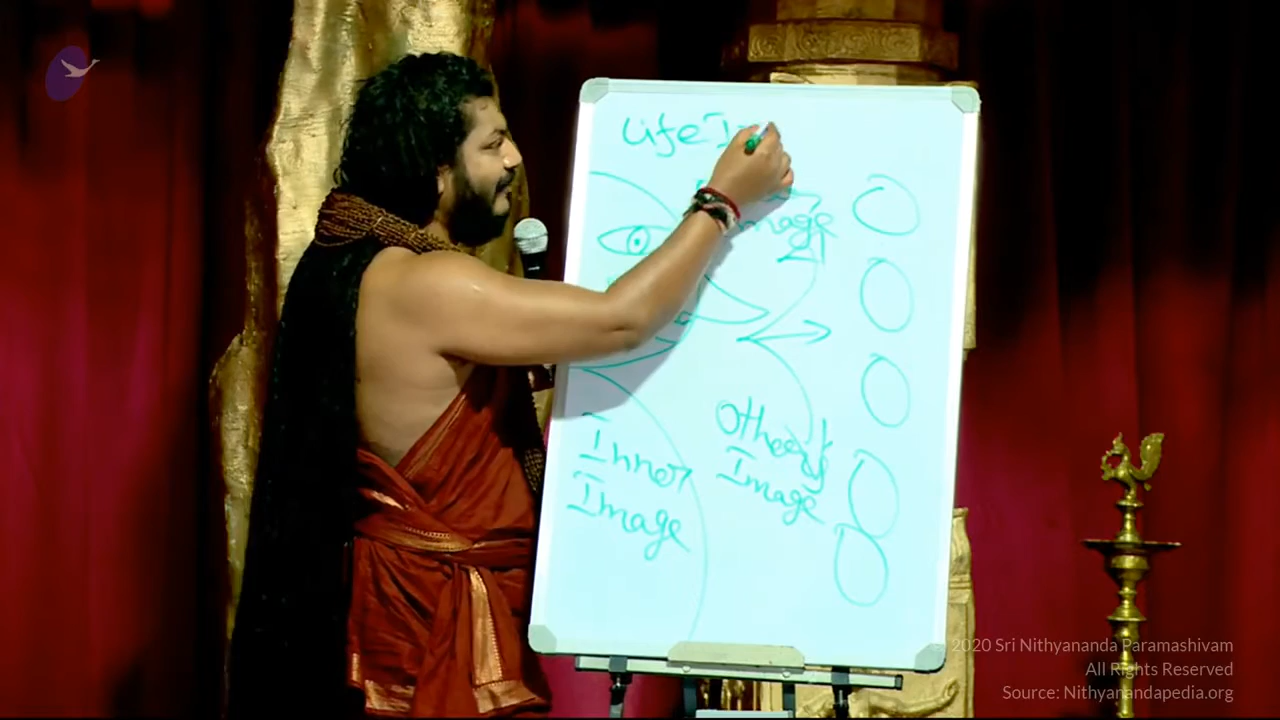 Life
Image
Inner
Image
Others
Image
2020 Sri Nithyananda Paramashivam
All Rights Reserved
Source: Nithyanandapedia.org